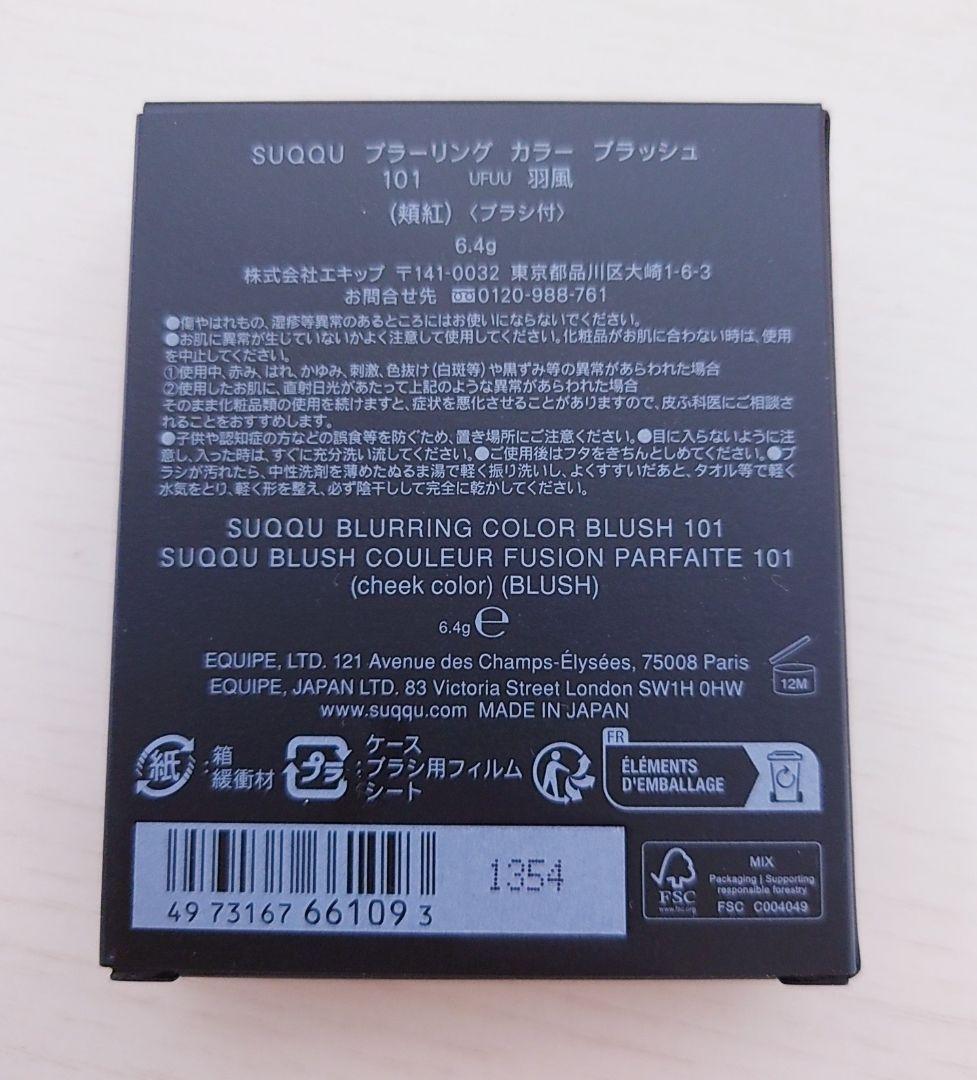 SUQQU ブラーリング カラー ブラッシュ
101 UFUU 羽風
(頬紅)〈ブラシ付〉
6.4g
株式会社エキップ 〒141-0032 東京都品川区大崎1-6-3
お問合せ先 0120-988-761
●傷やはれもの、湿疹等異常のあるところにはお使いにならないでください。
●お肌に異常が生じていないかよく注意して使用してください。化粧品がお肌に合わない時は、使用
を中止してください。
①使用中、赤み、はれ、かゆみ、刺激、色抜け(白斑等)や黒ずみ等の異常があらわれた場合
②使用したお肌に、直射日光があたって上記のような異常があらわれた場合
そのまま化粧品類の使用を続けますと、症状を悪化させることがありますので、皮ふ科医にご相談さ
れることをおすすめします。
●子供や認知症の方などの誤食等を防ぐため、置き場所にご注意ください。●目に入らないように注
意し、入った時は、すぐに充分洗い流してください。●ご使用後はフタをきちんとしめてください。●ブ
ラシが汚れたら、中性洗剤を薄めたぬるま湯で軽く振り洗いし、よくすすいだあと、タオル等で軽く
水気をとり、軽く形を整え、必ず陰干しして完全に乾かしてください。
SUQQU BLURRING COLOR BLUSH 101
SUQQU BLUSH COULEUR FUSION PARFAITE 101
(cheek color) (BLUSH)
6.4g e
EQUIPE, LTD. 121 Avenue des Champs-Élysées, 75008 Paris
EQUIPE, JAPAN LTD. 83 Victoria Street London SW1H 0HW
www.suqqu.com MADE IN JAPAN
12M
紙:箱
緩衝材
プラ:ケース
ブラシ用フィルム
シート
FR
ÉLÉMENTS
D'EMBALLAGE
1354
4973167661093
FSC
www.fsc.org
MIX
Packaging | Supporting
responsible forestry
FSC C004049